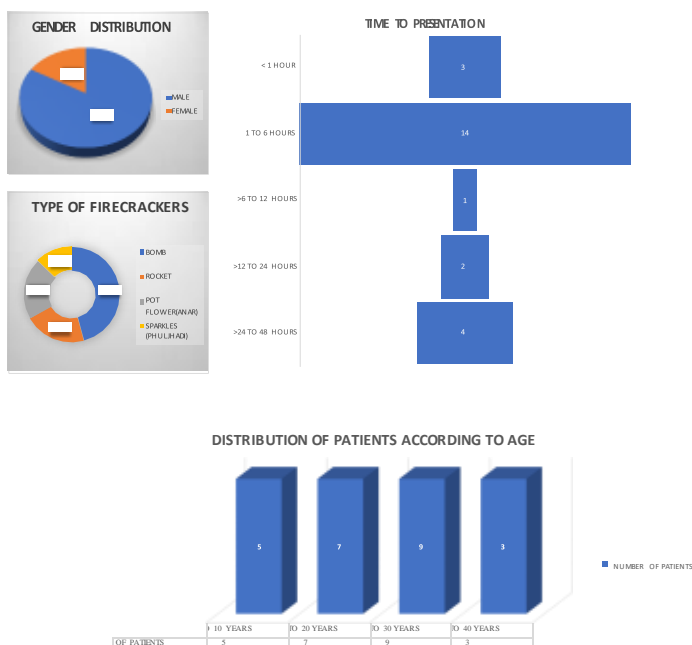 GENDER DISTRIBUTION
MALE
FEMALE
TYPE OF FIRECRACKERS
BOMB
ROCKET
POT
FLOWER(ANAR)
SPARKLES
(PHULJHADI)
TIME TO PRESENTATION
< 1 HOUR
3
1 TO 6 HOURS
14
>6 TO 12 HOURS
1
>12 TO 24 HOURS
2
>24 TO 48 HOURS
4
DISTRIBUTION OF PATIENTS ACCORDING TO AGE
5 7 9 3
NUMBER OF PATIENTS
10 YEARS TO 20 YEARS TO 30 YEARS TO 40 YEARS
OF PATIENTS 5 7 9 3